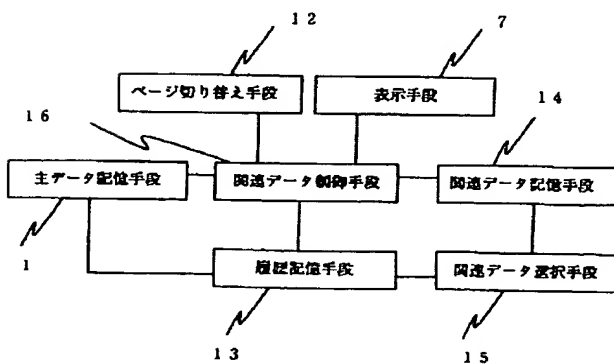 １２
７
ページ切り替え手段
表示手段
１４
１６
主データ記憶手段
関連データ制御手段
関連データ記憶手段
１
履歴記憶手段
関連データ選択手段
１３
１５